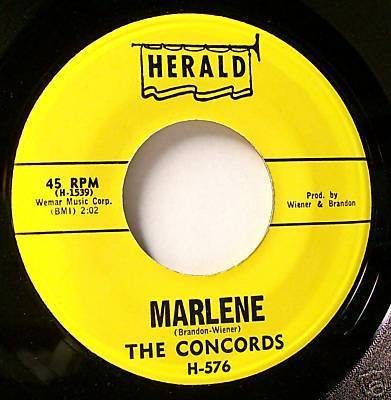 HERALD
45 RPM
(H-1539)
Wemar Music Corp.
(BMI) 2:02
Prod. by
Wiener & Brandon
MARLENE
(Brandon-Wiener)
THE CONCORDS
H-576